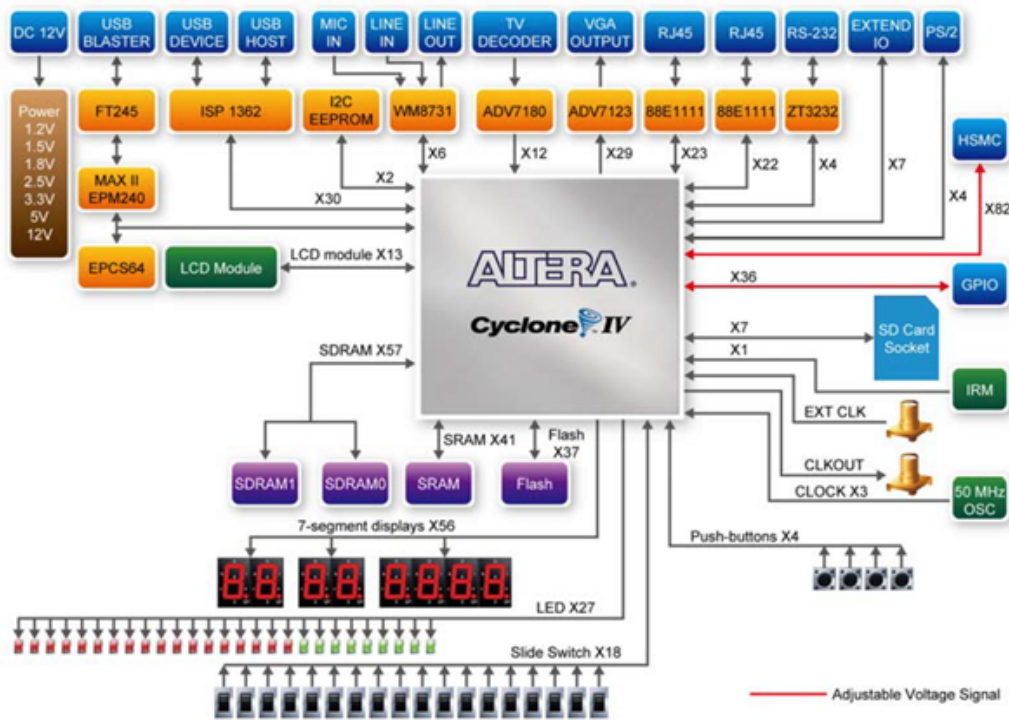 DC 12V
USB
BLASTER
USB
DEVICE
USB
HOST
MIC
IN
LINE
IN
LINE
OUT
TV
DECODER
VGA
OUTPUT
RJ45
RJ45
RS-232
EXTEND
IO
PS/2
Power
1.2V
1.5V
1.8V
2.5V
3.3V
5V
12V
FT245
ISP 1362
I2C
EEPROM
WM8731
ADV7180
ADV7123
88E1111
88E1111
ZT3232
HSMC
X6
X12
X29
X23
X22
X4
X7
X4
X82
MAX II
EPM240
X2
X30
EPCS64
LCD Module
LCD module X13
ALTERA.
Cyclone IV
X36
GPIO
X7
SD Card
Socket
X1
IRM
SDRAM X57
EXT CLK
SRAM X41
Flash
X37
CLKOUT
SDRAM1
SDRAM0
SRAM
Flash
CLOCK X3
50 MHz
OSC
7-segment displays X56
Push-buttons X4
88 88 8888
LED X27
Slide Switch X18
Adjustable Voltage Signal